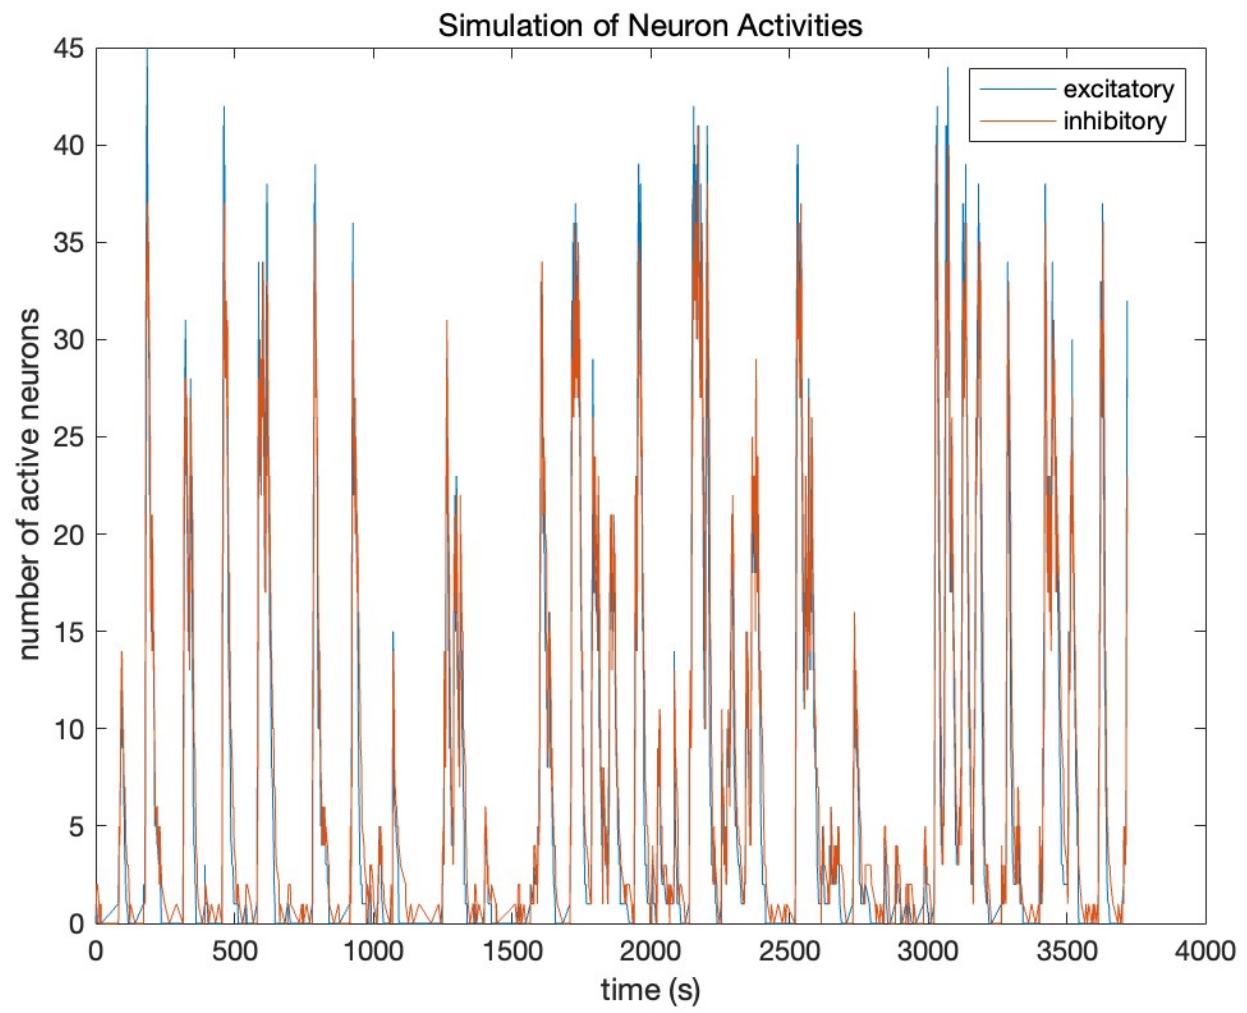 Simulation of Neuron Activities
45
40
35
30
25
20
15
10
5
0
number of active neurons
excitatory
inhibitory
0 500 1000 1500 2000 2500 3000 3500 4000
time (s)